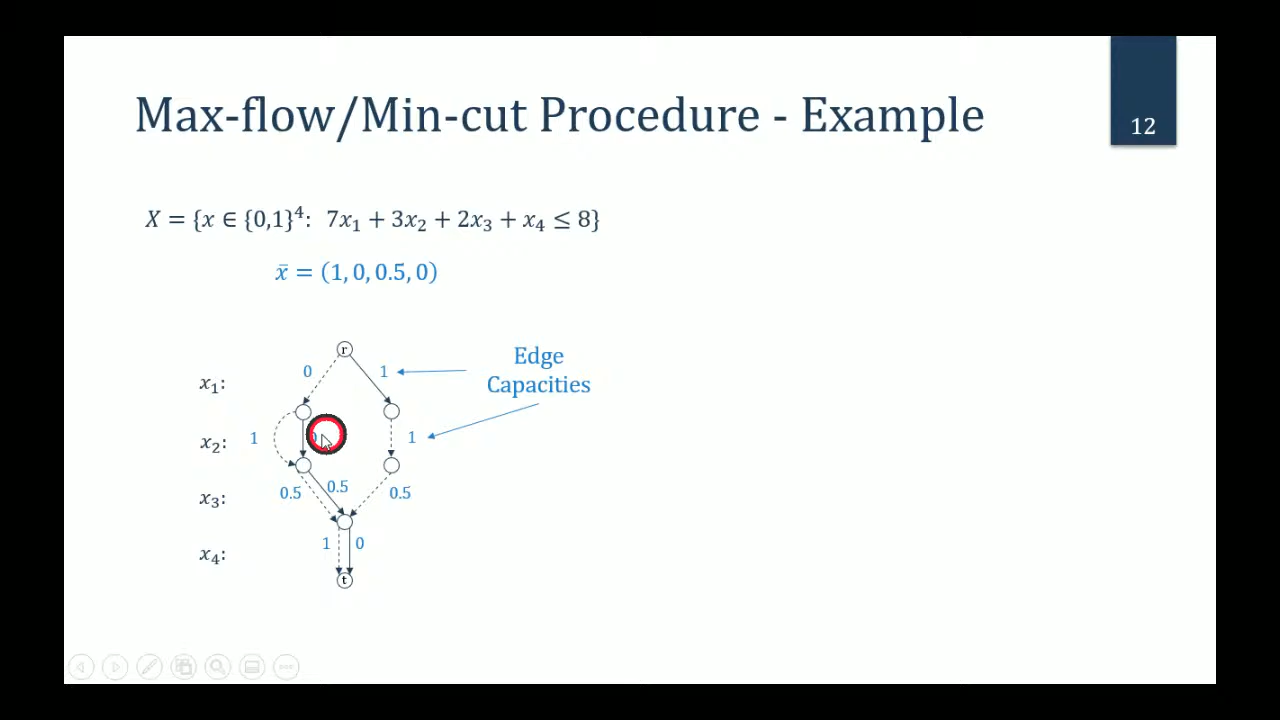 Max-flow/Min-cut Procedure - Example
12
X = {x ∈ {0,1}⁴: 7x₁ + 3x₂ + 2x₃ + x₄ ≤ 8}
x̄ = (1, 0, 0.5, 0)
r
Edge
Capacities
x₁:
0
1
x₂:
1
1
x₃:
0.5
0.5
0.5
x₄:
1
0
t